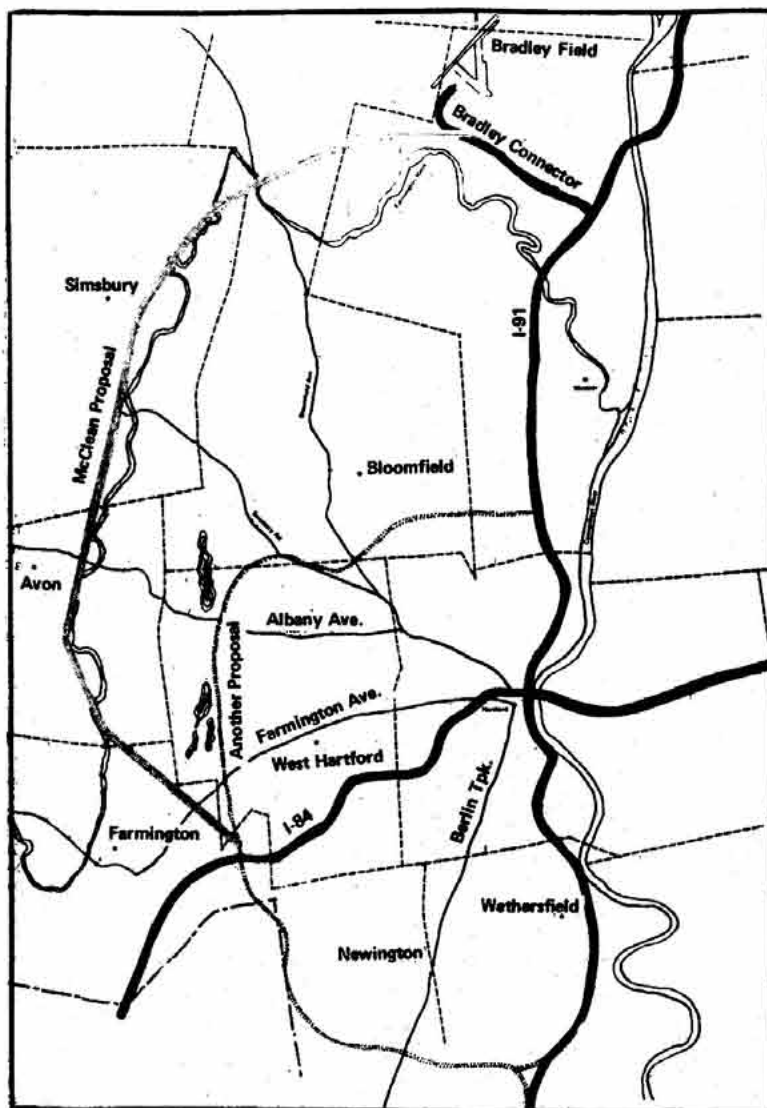 Bradley Field
Bradley Connector
Simsbury
McClean Proposal
I-91
Bloomfield
Avon
Albany Ave.
Another Proposal
Farmington Ave.
Hartford
West Hartford
I-84
Berlin Tpk.
Farmington
Wethersfield
Newington